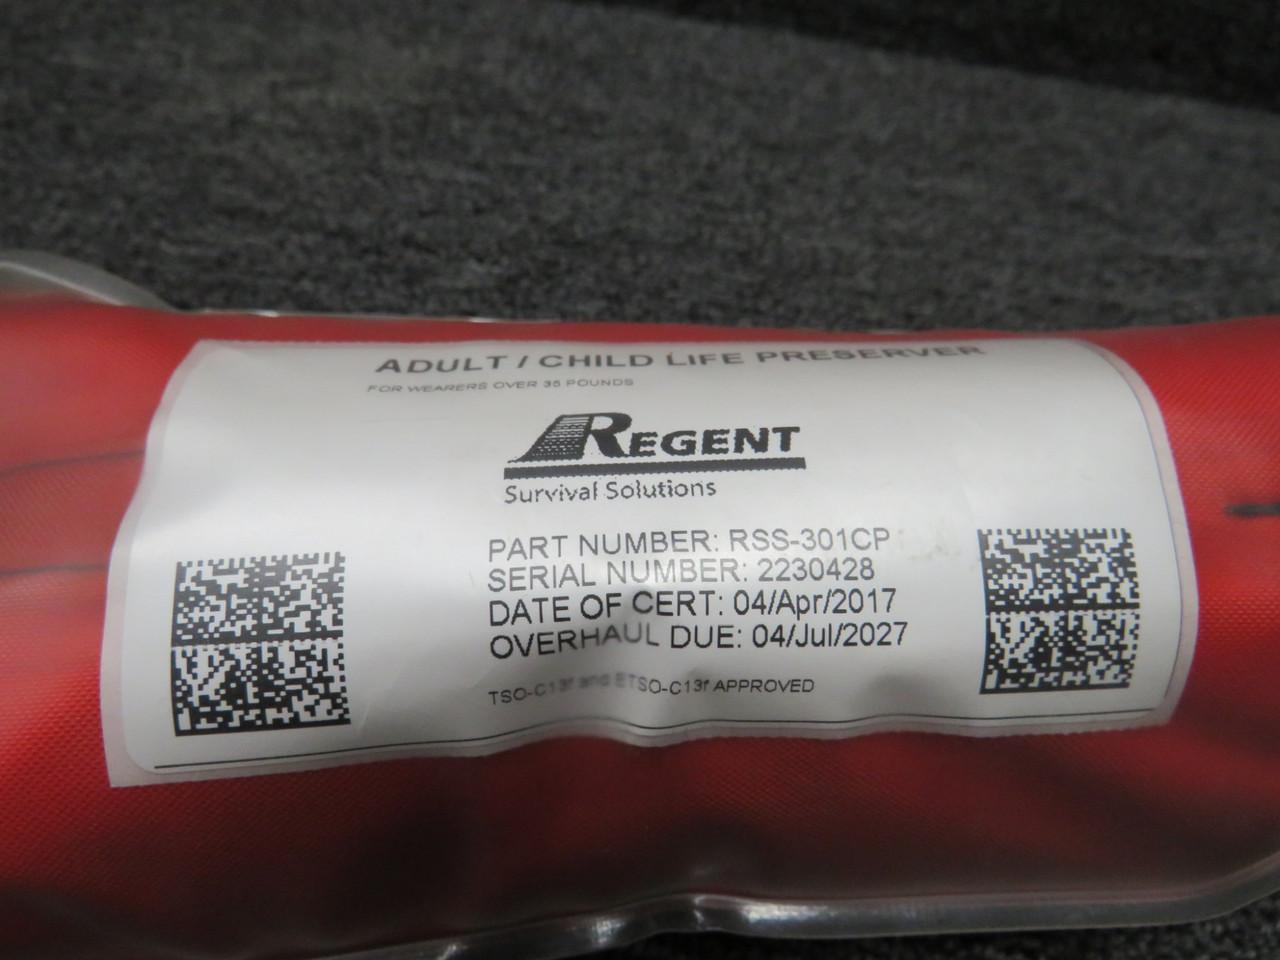 ADULT / CHILD LIFE PRESERVER
FOR WEARERS OVER 35 POUNDS
REGENT
Survival Solutions
PART NUMBER: RSS-301CP
SERIAL NUMBER: 2230428
DATE OF CERT: 04/Apr/2017
OVERHAUL DUE: 04/Jul/2027
TSO-C13f and ETSO-C13f APPROVED